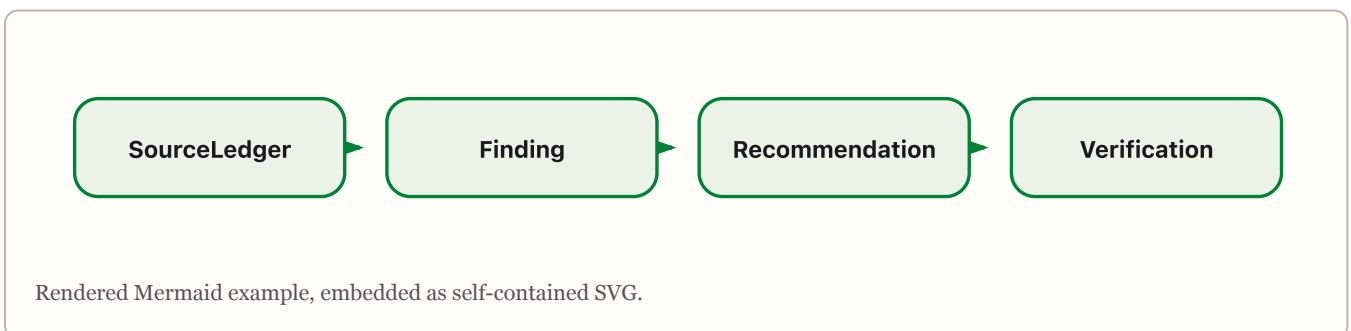 SourceLedger
Finding
Recommendation
Verification
Rendered Mermaid example, embedded as self-contained SVG.